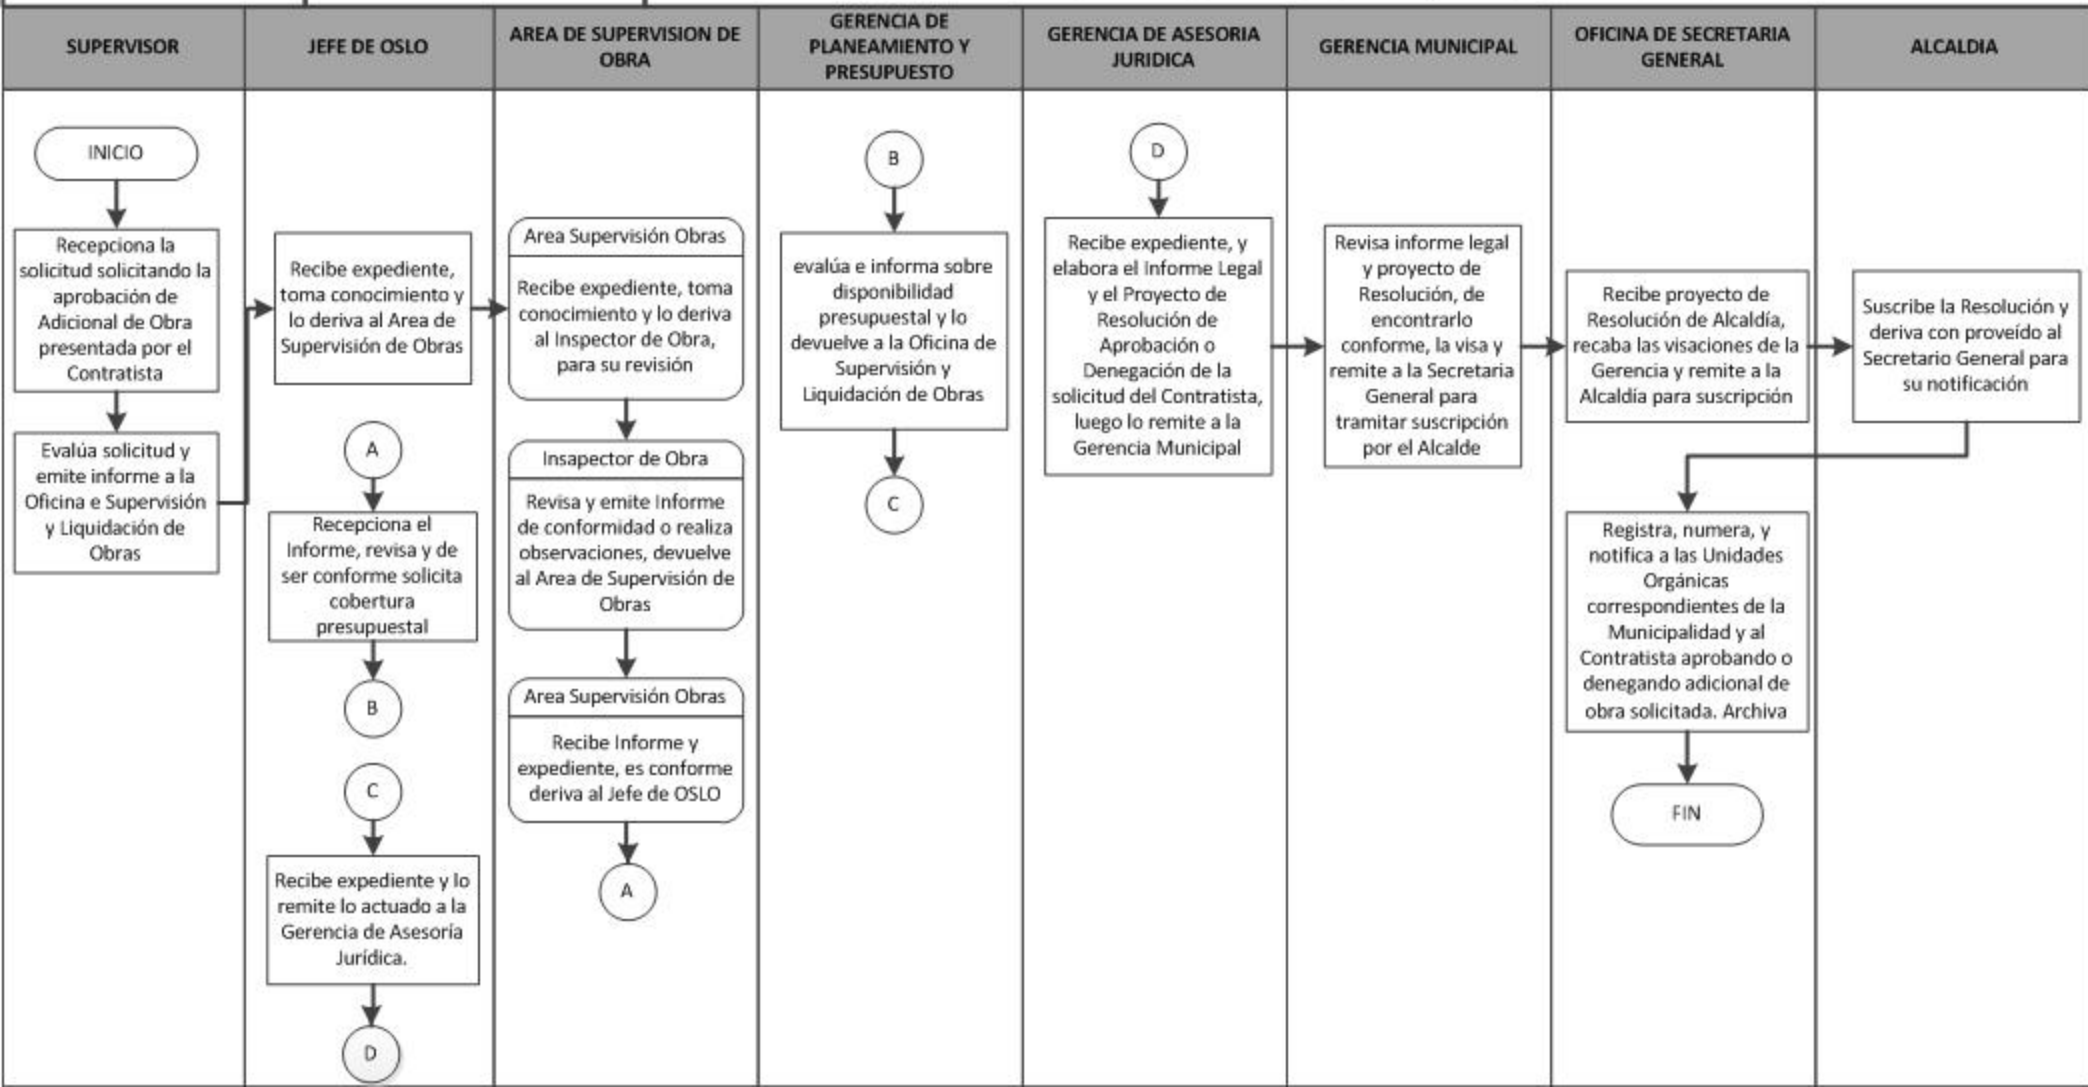 SUPERVISOR
JEFE DE OSLO
AREA DE SUPERVISION DE
OBRA
GERENCIA DE
PLANEAMIENTO Y
PRESUPUESTO
GERENCIA DE ASESORIA
JURIDICA
GERENCIA MUNICIPAL
OFICINA DE SECRETARIA
GENERAL
ALCALDIA
INICIO
Recepciona la
solicitud solicitando la
aprobación de
Adicional de Obra
presentada por el
Contratista
Evalúa solicitud y
emite informe a la
Oficina e Supervisión
y Liquidación de
Obras
Recibe expediente,
toma conocimiento y
lo deriva al Area de
Supervisión de Obras
A
Recepciona el
Informe, revisa y de
ser conforme solicita
cobertura
presupuestal
B
C
Recibe expediente y lo
remite lo actuado a la
Gerencia de Asesoría
Jurídica.
D
Area Supervisión Obras
Recibe expediente, toma
conocimiento y lo deriva
al Inspector de Obra,
para su revisión
Insapector de Obra
Revisa y emite Informe
de conformidad o realiza
observaciones, devuelve
al Area de Supervisión de
Obras
Area Supervisión Obras
Recibe Informe y
expediente, es conforme
deriva al Jefe de OSLO
A
B
evalúa e informa sobre
disponibilidad
presupuestal y lo
devuelve a la Oficina de
Supervisión y
Liquidación de Obras
C
D
Recibe expediente, y
elabora el Informe Legal
y el Proyecto de
Resolución de
Aprobación o
Denegación de la
solicitud del Contratista,
luego lo remite a la
Gerencia Municipal
Revisa informe legal
y proyecto de
Resolución, de
encontrarlo
conforme, la visa y
remite a la Secretaria
General para
tramitar suscripción
por el Alcalde
Recibe proyecto de
Resolución de Alcaldía,
recaba las visaciones de la
Gerencia y remite a la
Alcaldía para suscripción
Suscribe la Resolución y
deriva con proveído al
Secretario General para
su notificación
Registra, numera, y
notifica a las Unidades
Orgánicas
correspondientes de la
Municipalidad y al
Contratista aprobando o
denegando adicional de
obra solicitada. Archiva
FIN